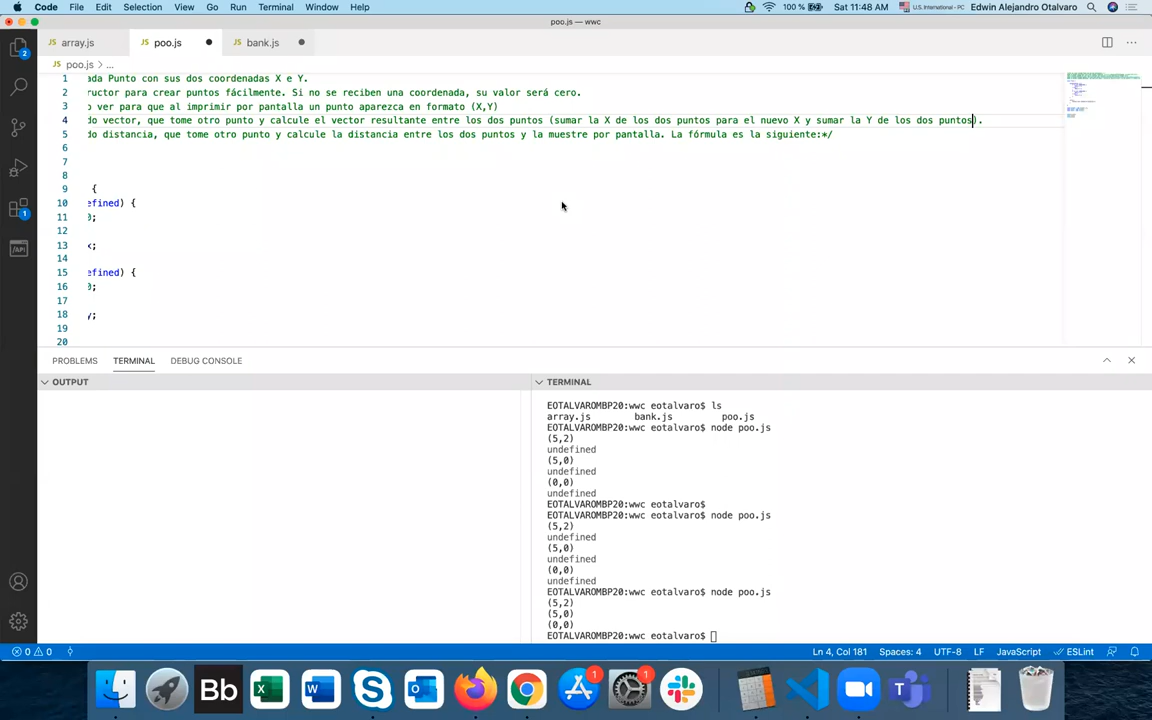 Code File Edit Selection View Go Run Terminal Window Help 100 % Sat 11:48 AM U.S. International - PC Edwin Alejandro Otalvaro
poo.js — wwc
JS array.js JS poo.js JS bank.js
JS poo.js > ...
1 ada Punto con sus dos coordenadas X e Y.
2 ructor para crear puntos fácilmente. Si no se reciben una coordenada, su valor será cero.
3 o ver para que al imprimir por pantalla un punto aparezca en formato (X,Y)
4 do vector, que tome otro punto y calcule el vector resultante entre los dos puntos (sumar la X de los dos puntos para el nuevo X y sumar la Y de los dos puntos).
5 do distancia, que tome otro punto y calcule la distancia entre los dos puntos y la muestre por pantalla. La fórmula es la siguiente:*/
6
7
8
9 {
10 efined) {
11 0;
12
13 x;
14
15 efined) {
16 0;
17
18 y;
19
20
PROBLEMS TERMINAL DEBUG CONSOLE
OUTPUT
TERMINAL
EOTALVAROMBP20:wwc eotalvaro$ ls
array.js bank.js poo.js
EOTALVAROMBP20:wwc eotalvaro$ node poo.js
(5,2)
undefined
(5,0)
undefined
(0,0)
undefined
EOTALVAROMBP20:wwc eotalvaro$
EOTALVAROMBP20:wwc eotalvaro$ node poo.js
(5,2)
undefined
(5,0)
undefined
(0,0)
undefined
EOTALVAROMBP20:wwc eotalvaro$ node poo.js
(5,2)
(5,0)
(0,0)
EOTALVAROMBP20:wwc eotalvaro$
0 0 Ln 4, Col 181 Spaces: 4 UTF-8 LF JavaScript ESLint